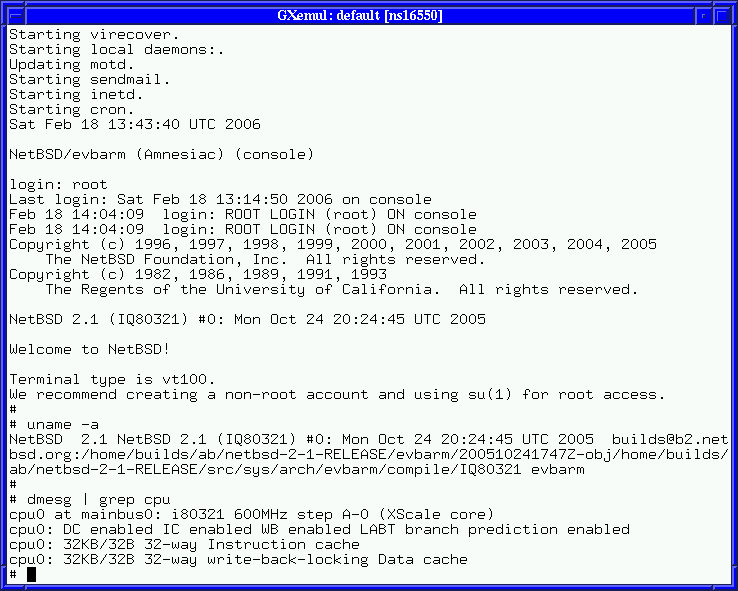 GXemul: default [ns16550]
Starting virecover.
Starting local daemons:.
Updating motd.
Starting sendmail.
Starting inetd.
Starting cron.
Sat Feb 18 13:43:40 UTC 2006
NetBSD/evbarm (Amnesiac) (console)
login: root
Last login: Sat Feb 18 13:14:50 2006 on console
Feb 18 14:04:09  login: ROOT LOGIN (root) ON console
Feb 18 14:04:09  login: ROOT LOGIN (root) ON console
Copyright (c) 1996, 1997, 1998, 1999, 2000, 2001, 2002, 2003, 2004, 2005
    The NetBSD Foundation, Inc.  All rights reserved.
Copyright (c) 1982, 1986, 1989, 1991, 1993
    The Regents of the University of California.  All rights reserved.
NetBSD 2.1 (IQ80321) #0: Mon Oct 24 20:24:45 UTC 2005
Welcome to NetBSD!
Terminal type is vt100.
We recommend creating a non-root account and using su(1) for root access.
#
# uname -a
NetBSD  2.1 NetBSD 2.1 (IQ80321) #0: Mon Oct 24 20:24:45 UTC 2005  builds@b2.net
bsd.org:/home/builds/ab/netbsd-2-1-RELEASE/evbarm/200510241747Z-obj/home/builds/
ab/netbsd-2-1-RELEASE/src/sys/arch/evbarm/compile/IQ80321 evbarm
#
# dmesg | grep cpu
cpu0 at mainbus0: i80321 600MHz step A-0 (XScale core)
cpu0: DC enabled IC enabled WB enabled LABT branch prediction enabled
cpu0: 32KB/32B 32-way Instruction cache
cpu0: 32KB/32B 32-way write-back-locking Data cache
#